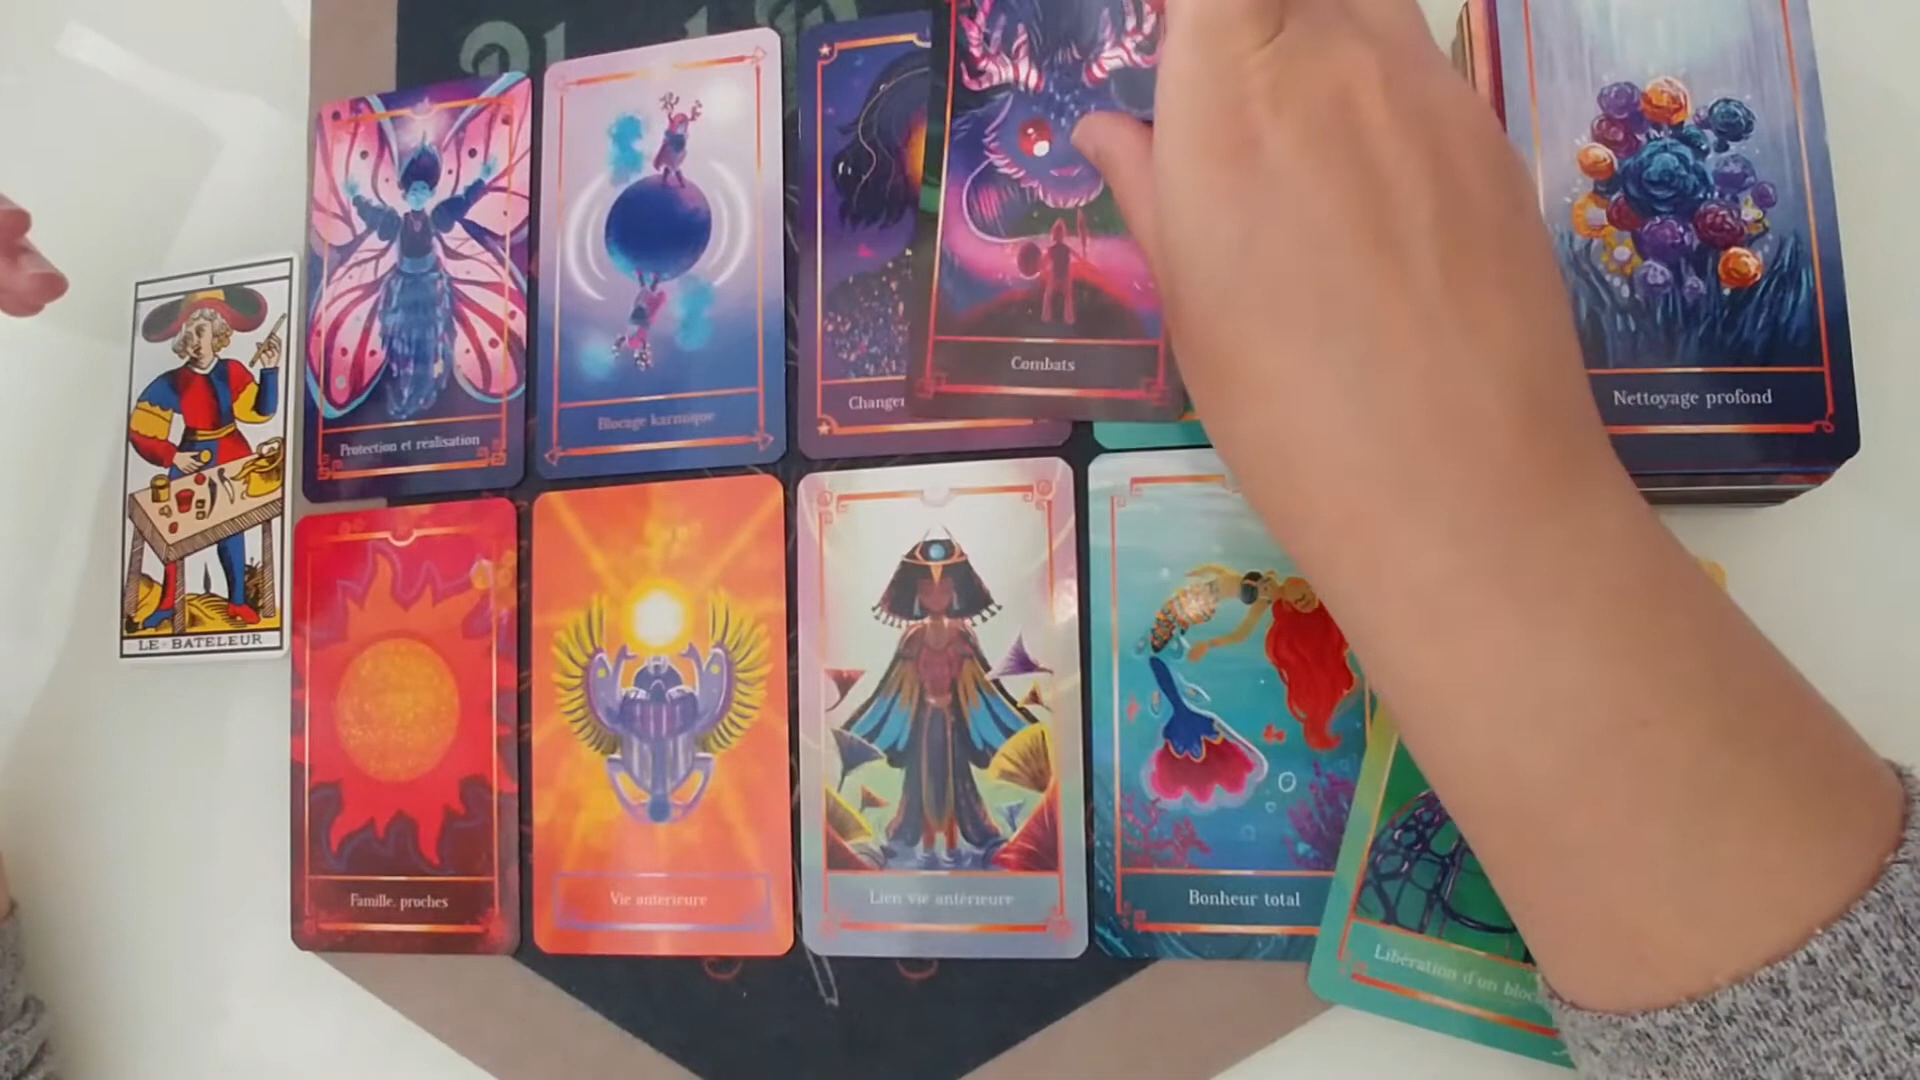 I
LE·BATELEUR
Protection et réalisation
Blocage karmique
Combats
Nettoyage profond
Famille, proches
Vie antérieure
Lien vie antérieure
Bonheur total
Libération d'un